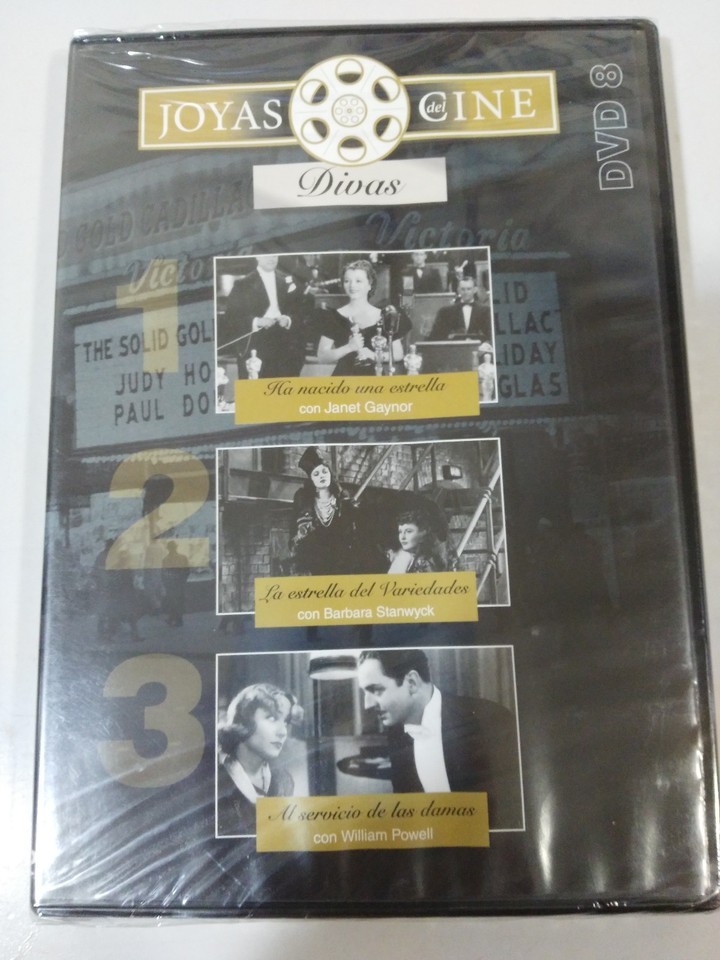 JOYAS del CINE
DVD 8
Divas
GOLD CADILLA
Victoria
Victoria
1
THE SOLID GOL
JUDY HO
PAUL DO
LID
LLAC
LIDAY
GLAS
Ha nacido una estrella
con Janet Gaynor
2
La estrella del Variedades
con Barbara Stanwyck
3
Al servicio de las damas
con William Powell